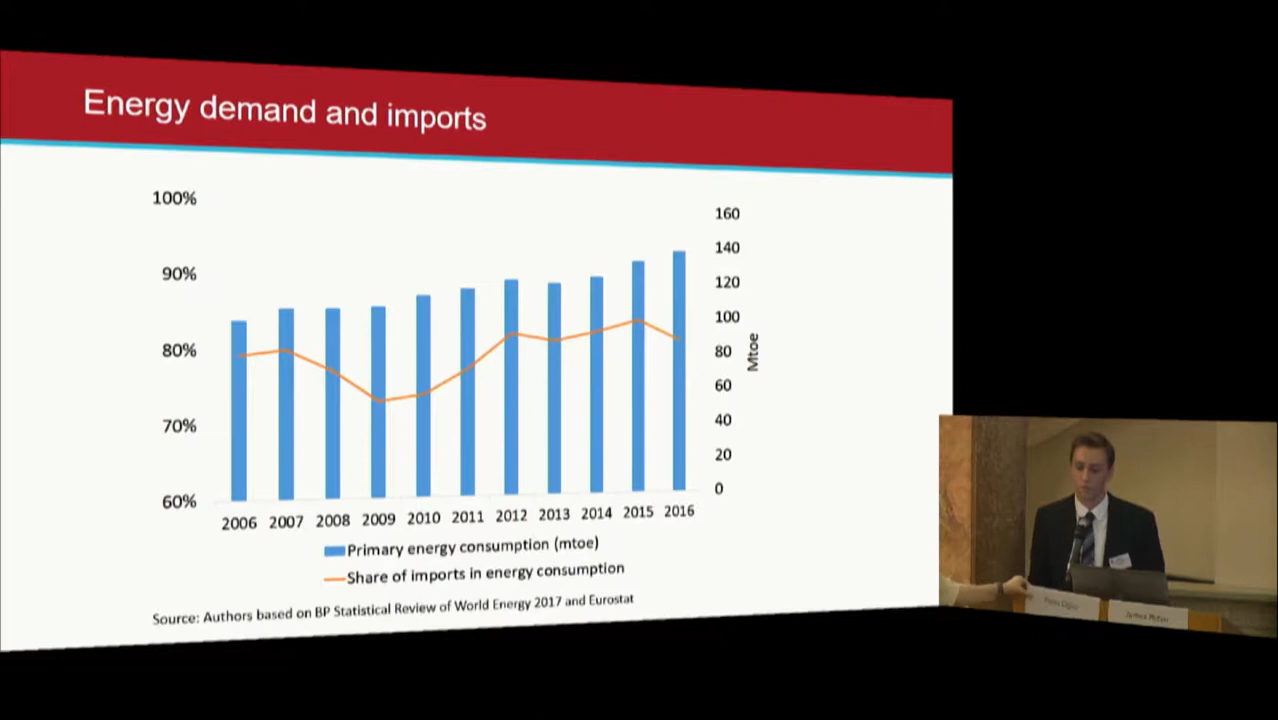 Energy demand and imports
100%
90%
80%
70%
60%
160
140
120
100
80
60
40
20
0
Mtoe
2006 2007 2008 2009 2010 2011 2012 2013 2014 2015 2016
Primary energy consumption (mtoe)
Share of imports in energy consumption
Source: Authors based on BP Statistical Review of World Energy 2017 and Eurostat